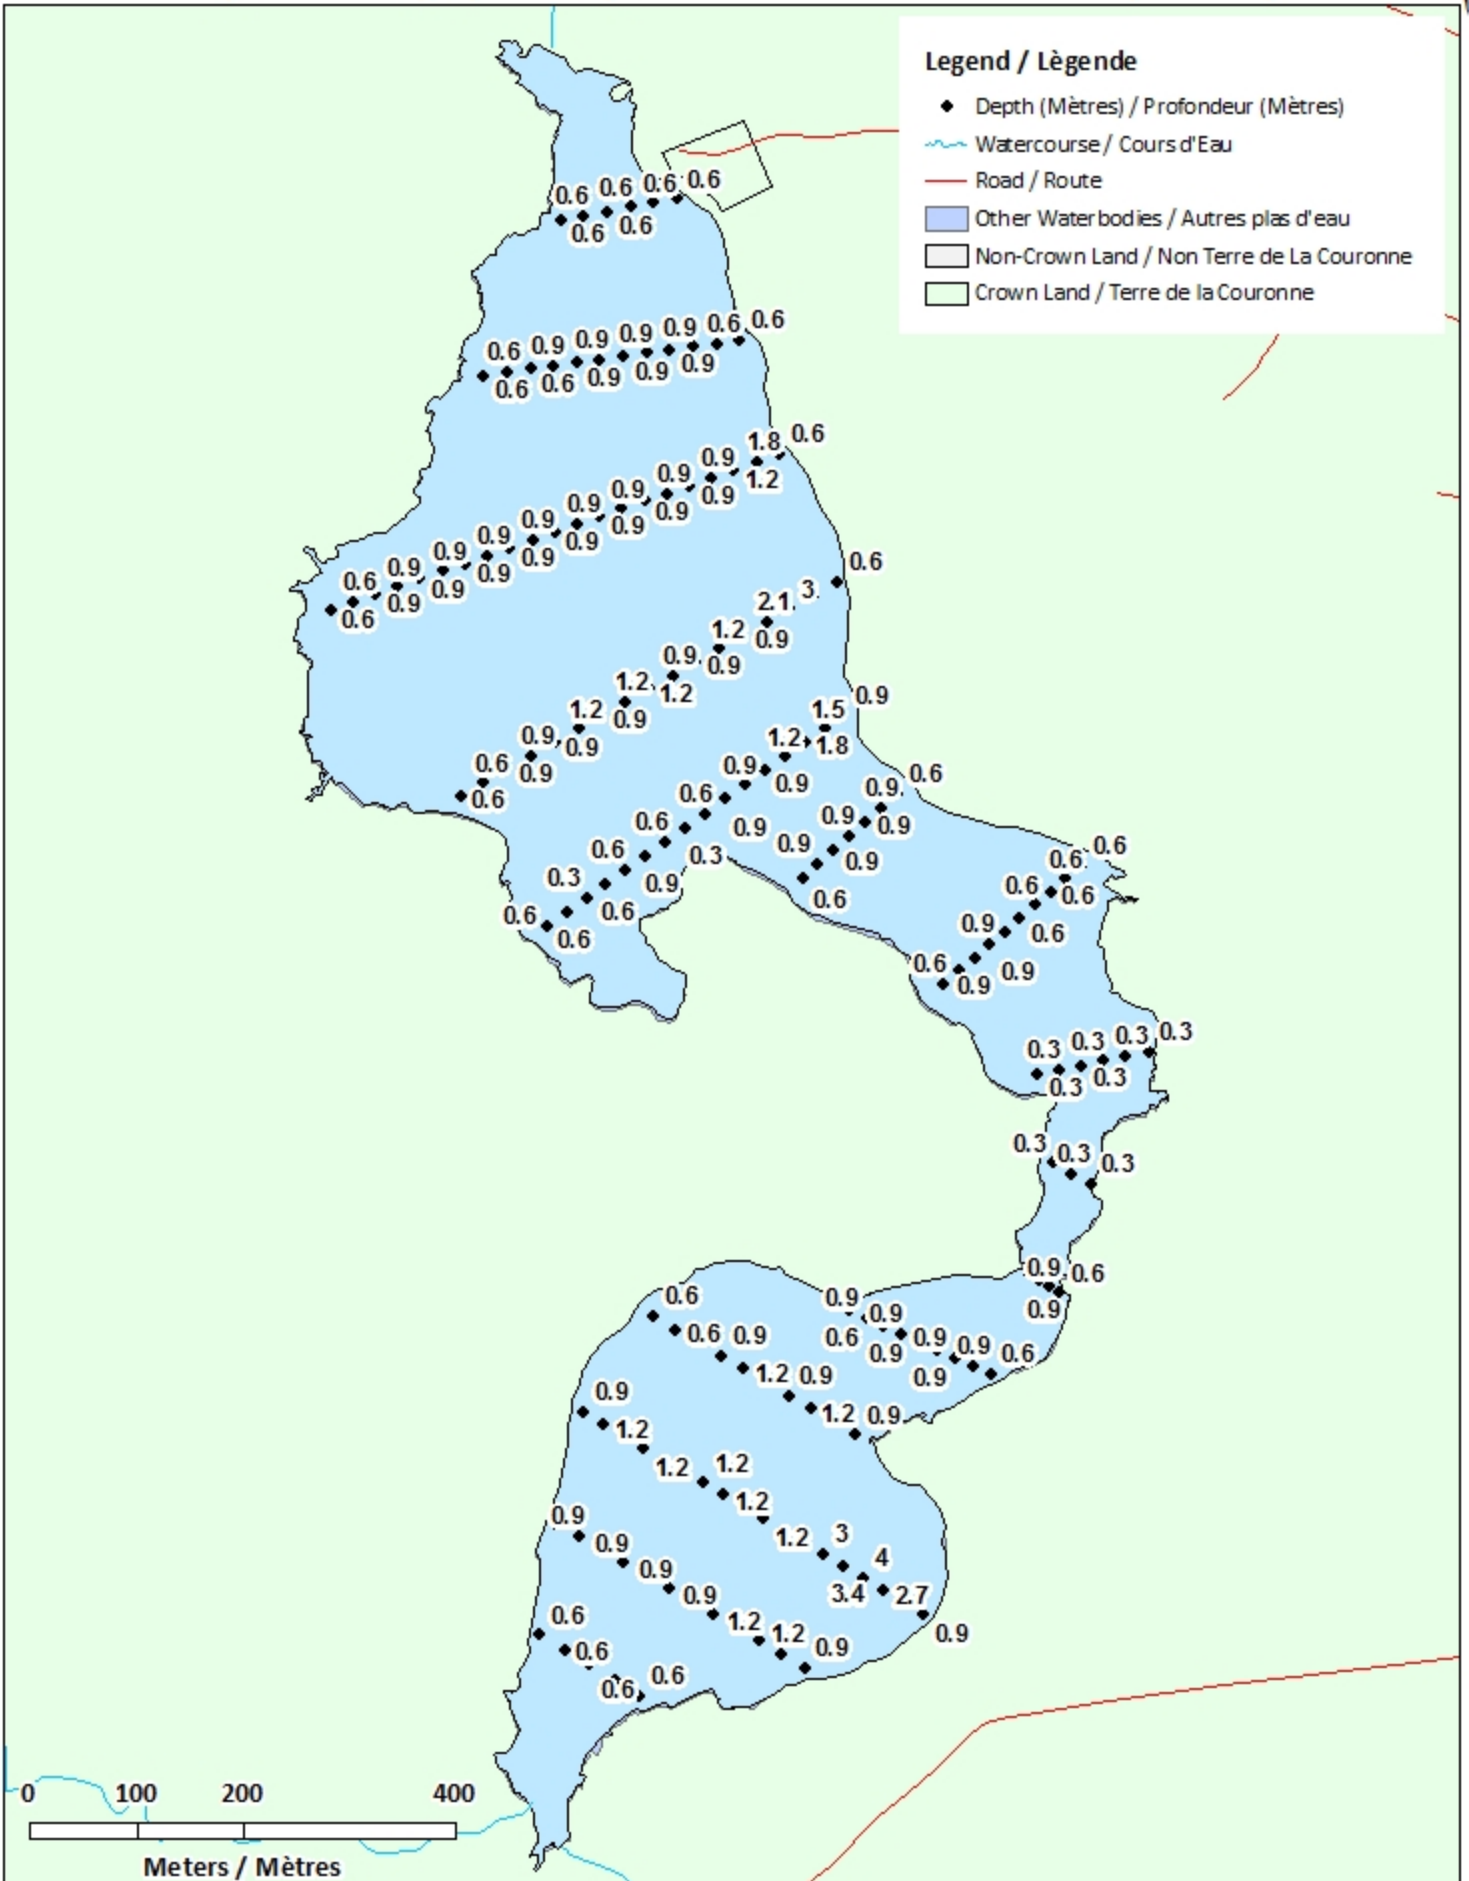 Legend / Lègende
Depth (Mètres) / Profondeur (Mètres)
Watercourse / Cours d'Eau
Road / Route
Other Waterbodies / Autres plas d'eau
Non-Crown Land / Non Terre de La Couronne
Crown Land / Terre de la Couronne
0.6 0.6 0.6 0.6
0.6 0.6
0.6 0.9 0.9 0.9 0.9 0.6 0.6
0.6 0.6 0.9 0.9 0.9
0.6 0.9 0.9 0.9 0.9 0.9 0.9 0.9 0.9 1.8 0.6
0.6 0.9 0.9 0.9 0.9 0.9 0.9 0.9 0.9 1.2
0.6 0.9 1.2 1.2 0.9 1.2 2.1 3 0.6
0.6 0.9 0.9 0.9 1.2 0.9 0.9
0.6 0.3 0.6 0.6 0.6 0.9 1.2 1.5 0.9
0.6 0.6 0.9 0.3 0.9 0.9 1.8
0.9 0.9 0.9 0.6
0.6 0.9 0.9
0.6 0.9 0.6 0.6 0.6
0.9 0.9 0.6 0.6
0.3 0.3 0.3 0.3
0.3 0.3
0.3 0.3 0.3
0.9 0.6
0.9
0.9 0.9 0.9 0.9 0.6
0.6 0.9 0.9
0.6
0.6 0.9
1.2 0.9
1.2 0.9
0.9
1.2
1.2 1.2
1.2
1.2 3 4
3.4 2.7
0.9
0.9
0.9
0.9
0.9
1.2 1.2 0.9
0.6
0.6
0.6 0.6
0 100 200 400
Meters / Mètres